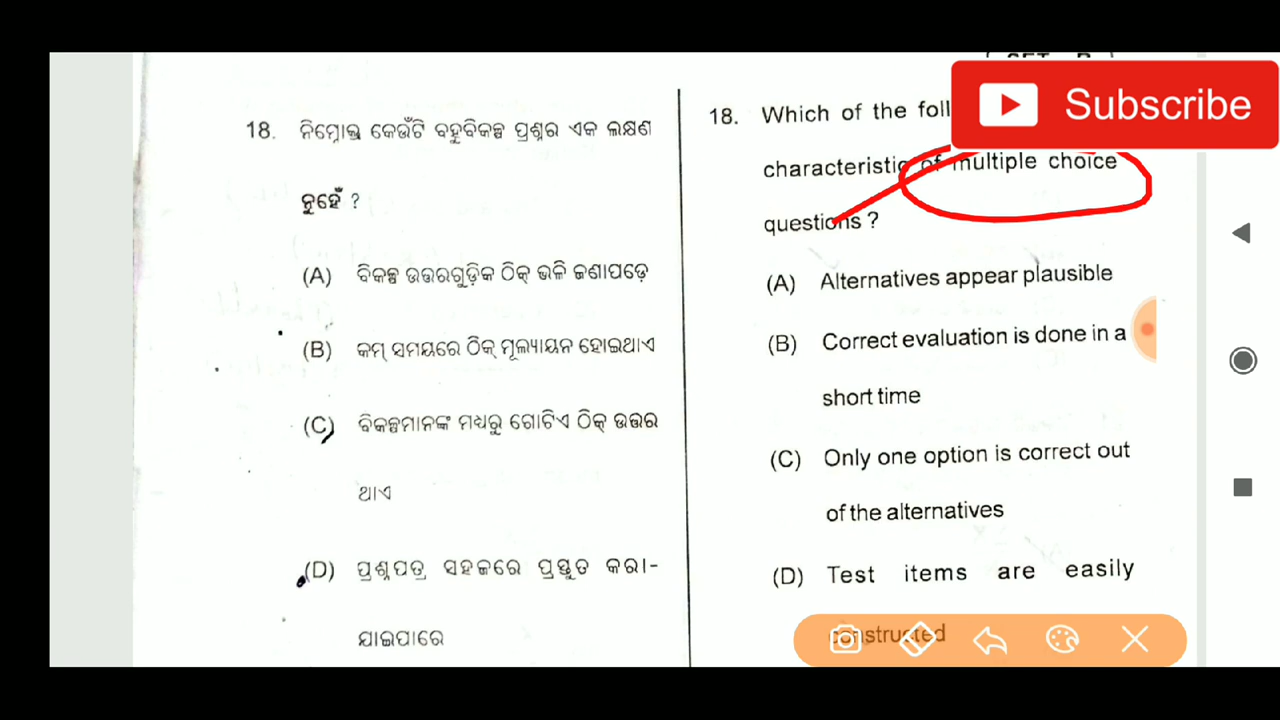 18. ନିମ୍ନୋକ୍ତ କେଉଁଟି ବହୁବିକଳ୍ପ ପ୍ରଶ୍ନର ଏକ ଲକ୍ଷଣ
ନୁହେଁ ?
(A) ବିକଳ୍ପ ଉତ୍ତରଗୁଡ଼ିକ ଠିକ୍ ଭଳି ଜଣାପଡ଼େ
(B) କମ୍ ସମୟରେ ଠିକ୍ ମୂଲ୍ୟାୟନ ହୋଇଥାଏ
(C) ବିକଳ୍ପମାନଙ୍କ ମଧ୍ୟରୁ ଗୋଟିଏ ଠିକ୍ ଉତ୍ତର
ଥାଏ
(D) ପ୍ରଶ୍ନପତ୍ର ସହଜରେ ପ୍ରସ୍ତୁତ କରା-
ଯାଇପାରେ
Subscribe
18. Which of the
characteristic of multiple choice
questions ?
(A) Alternatives appear plausible
(B) Correct evaluation is done in a
short time
(C) Only one option is correct out
of the alternatives
(D) Test items are easily
constructed